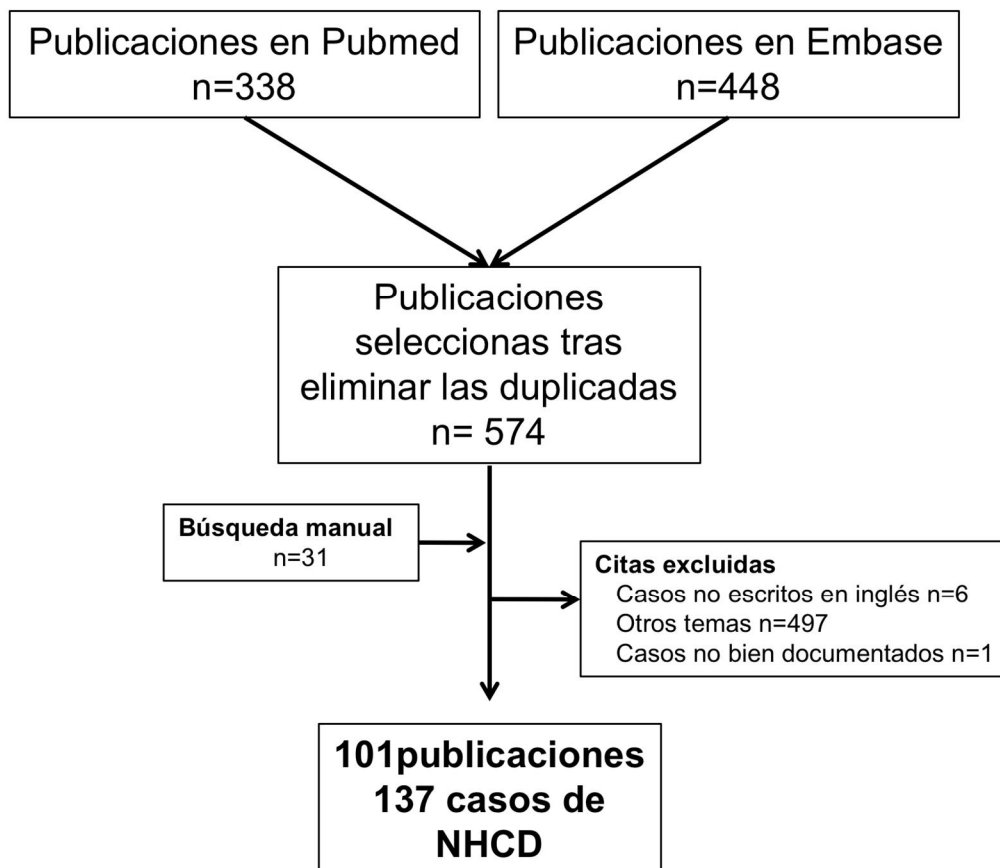 Publicaciones en Pubmed
n=338
Publicaciones en Embase
n=448
Publicaciones
seleccionas tras
eliminar las duplicadas
n= 574
Búsqueda manual
n=31
Citas excluidas
Casos no escritos en inglés n=6
Otros temas n=497
Casos no bien documentados n=1
101publicaciones
137 casos de
NHCD